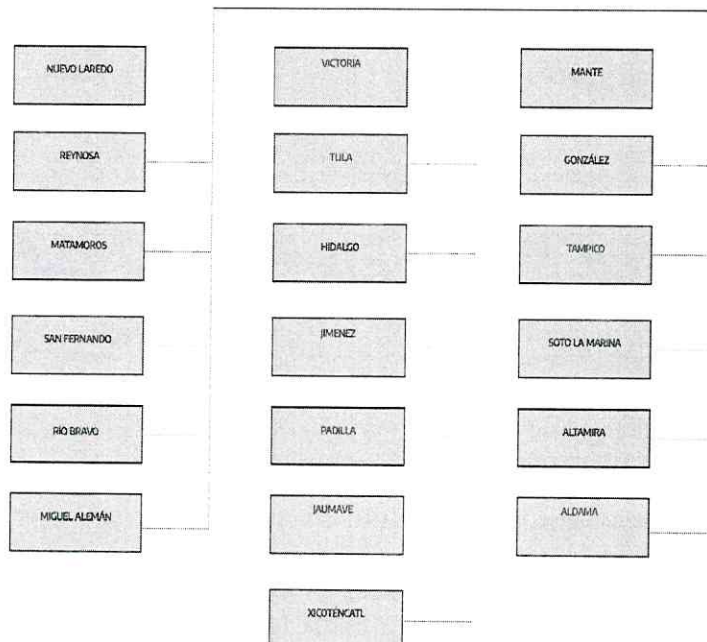 NUEVO LAREDO
REYNOSA
MATAMOROS
SAN FERNANDO
RÍO BRAVO
MIGUEL ALEMÁN
VICTORIA
TULA
HIDALGO
JIMENEZ
PADILLA
JAUMAVE
XICOTÉNCATL
MANTE
GONZÁLEZ
TAMPICO
SOTO LA MARINA
ALTAMIRA
ALDAMA